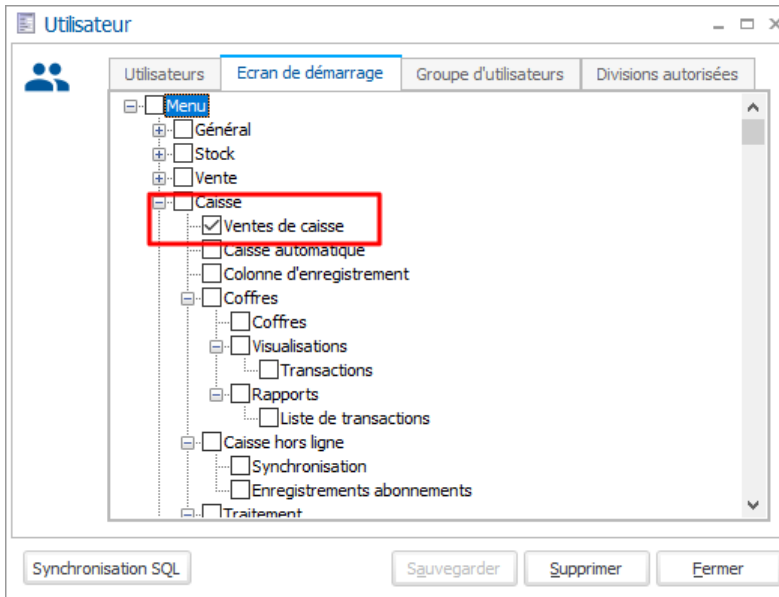 Utilisateur
Utilisateurs Ecran de démarrage Groupe d'utilisateurs Divisions autorisées
Menu
Général
Stock
Vente
Caisse
Ventes de caisse
Caisse automatique
Colonne d'enregistrement
Coffres
Coffres
Visualisations
Transactions
Rapports
Liste de transactions
Caisse hors ligne
Synchronisation
Enregistrements abonnements
Traitement
Synchronisation SQL Sauvegarder Supprimer Fermer